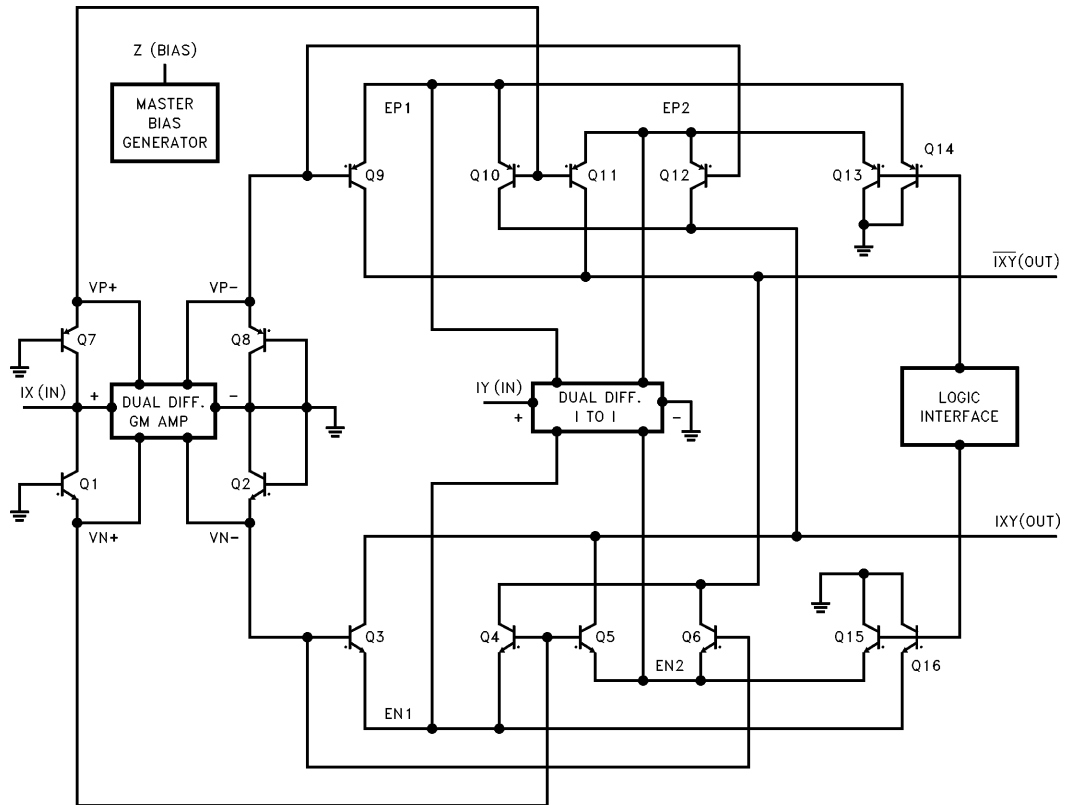 Z (BIAS)
MASTER
BIAS
GENERATOR
EP1
EP2
Q14
Q9
Q10
Q11
Q12
Q13
IXY(OUT)
VP+
VP-
Q7
Q8
IX (IN)
+
-
DUAL DIFF.
GM AMP
IY (IN)
+
-
DUAL DIFF.
I TO I
LOGIC
INTERFACE
Q1
Q2
VN+
VN-
IXY(OUT)
Q3
Q4
Q5
Q6
Q15
Q16
EN2
EN1